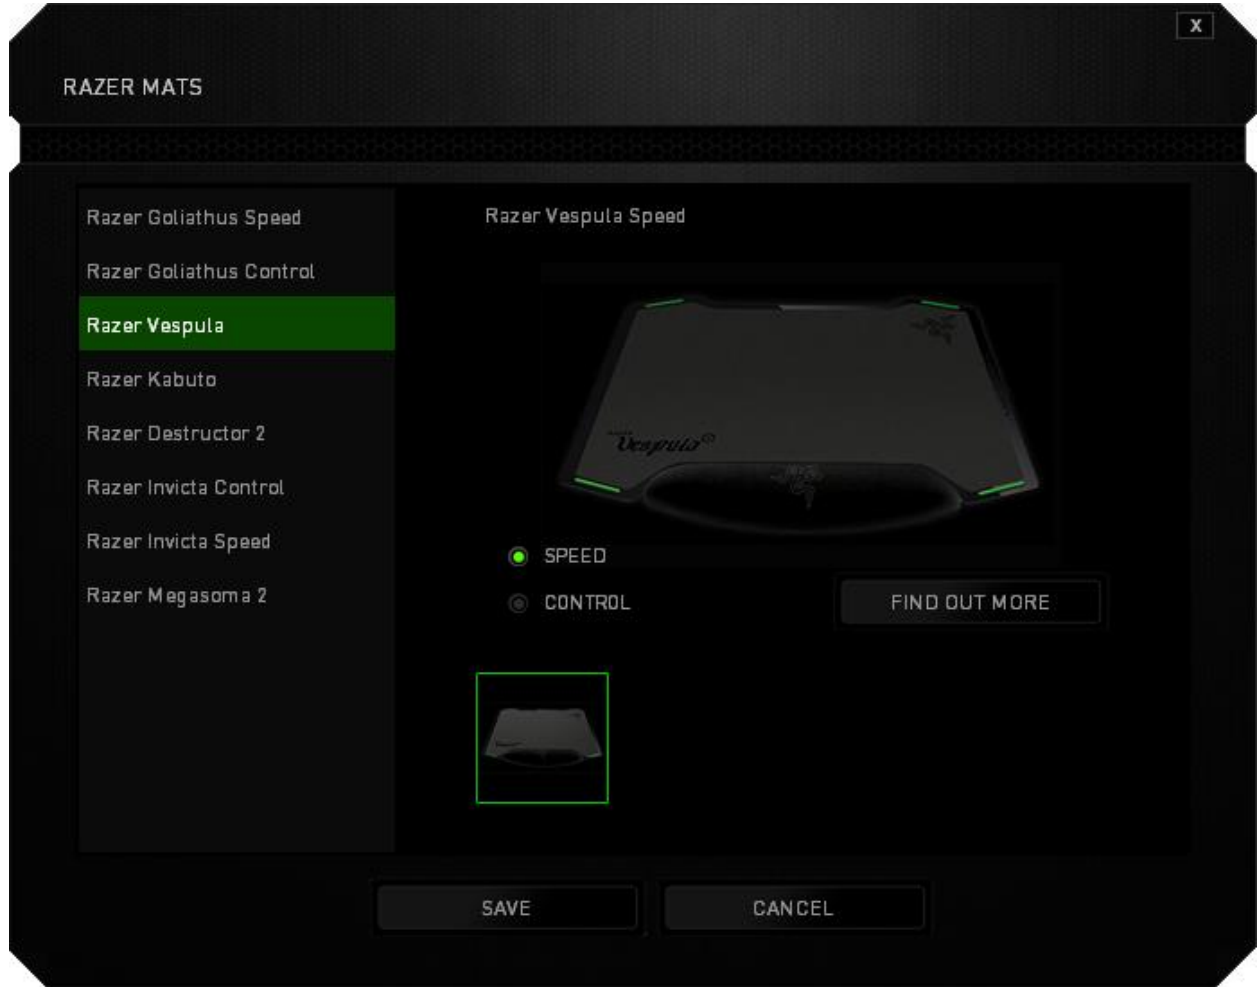 X
RAZER MATS
Razer Goliathus Speed
Razer Goliathus Control
Razer Vespula
Razer Kabuto
Razer Destructor 2
Razer Invicta Control
Razer Invicta Speed
Razer Megasoma 2
Razer Vespula Speed
Vespula
SPEED
CONTROL
FIND OUT MORE
SAVE
CANCEL